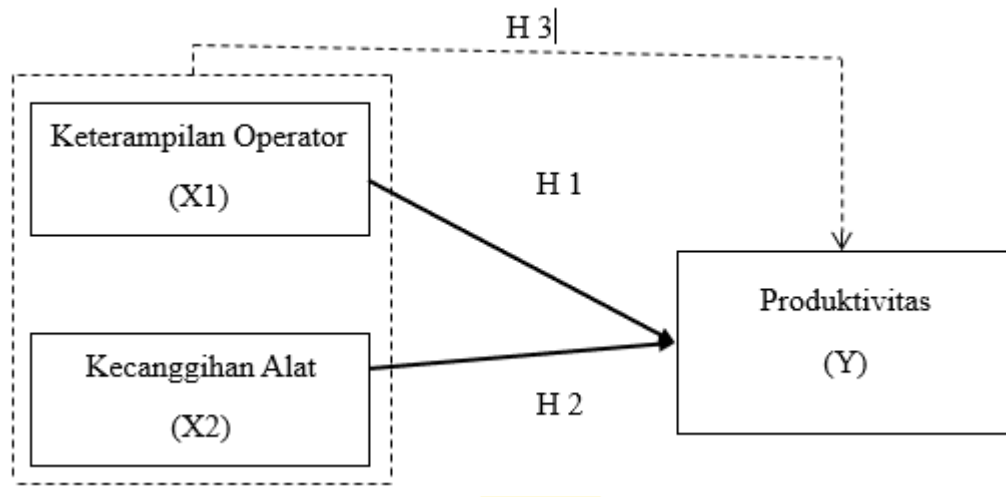 H 3
Keterampilan Operator
(X1)
H 1
Produktivitas
(Y)
Kecanggihan Alat
(X2)
H 2